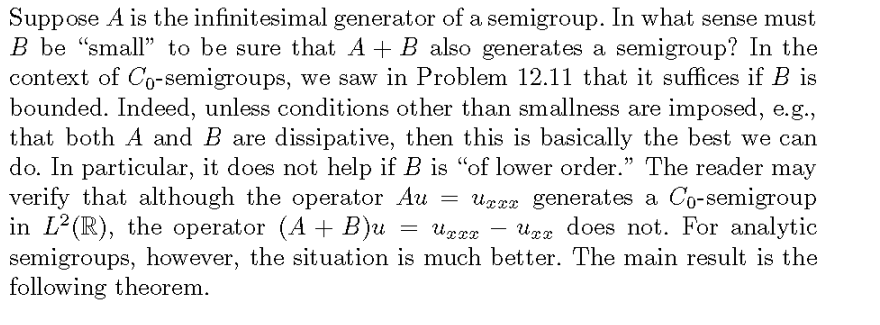 Suppose A is the infinitesimal generator of a semigroup. In what sense must
B be “small” to be sure that A + B also generates a semigroup? In the
context of C₀-semigroups, we saw in Problem 12.11 that it suffices if B is
bounded. Indeed, unless conditions other than smallness are imposed, e.g.,
that both A and B are dissipative, then this is basically the best we can
do. In particular, it does not help if B is “of lower order.” The reader may
verify that although the operator Au = uₓₓₓ generates a C₀-semigroup
in L²(ℝ), the operator (A + B)u = uₓₓₓ − uₓₓ does not. For analytic
semigroups, however, the situation is much better. The main result is the
following theorem.